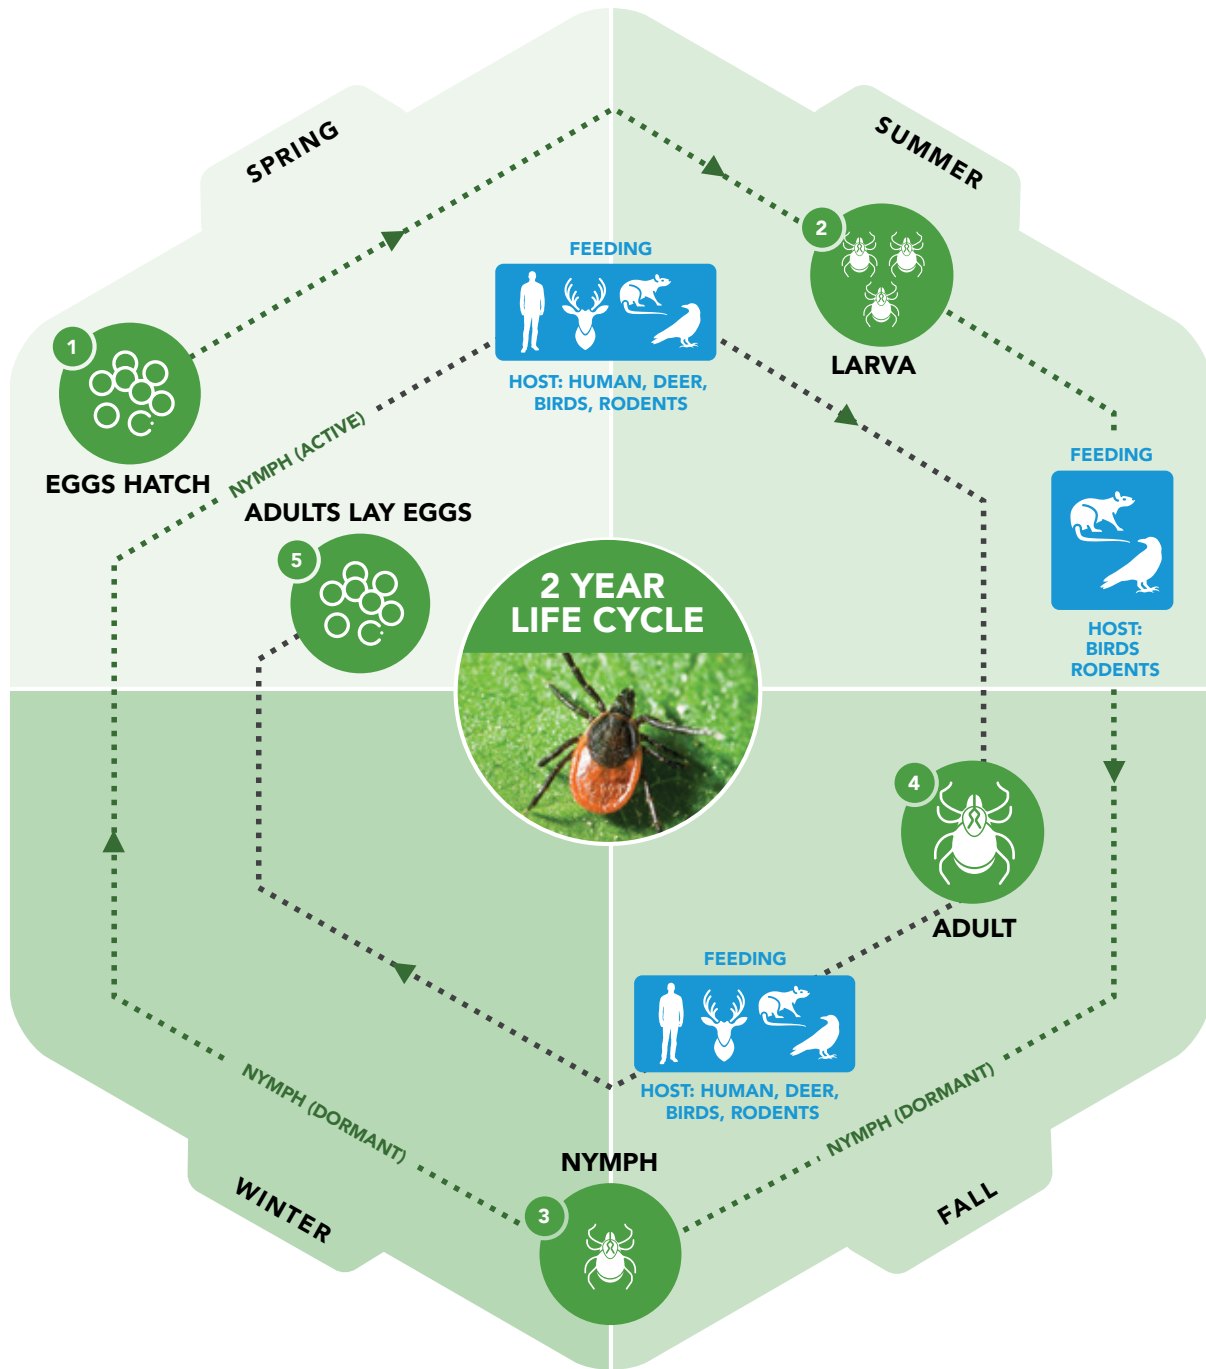 SPRING
SUMMER
1
EGGS HATCH
2
LARVA
FEEDING
HOST: HUMAN, DEER,
BIRDS, RODENTS
FEEDING
HOST:
BIRDS
RODENTS
NYMPH (ACTIVE)
ADULTS LAY EGGS
5
2 YEAR
LIFE CYCLE
4
ADULT
FEEDING
HOST: HUMAN, DEER,
BIRDS, RODENTS
NYMPH (DORMANT)
NYMPH (DORMANT)
NYMPH
3
WINTER
FALL